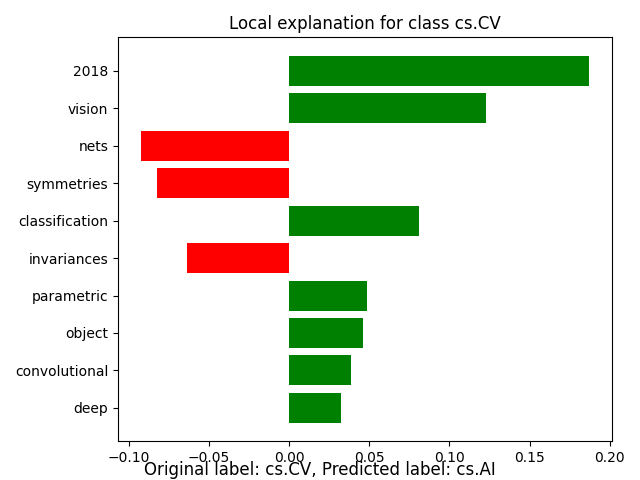 Local explanation for class cs.CV
2018
vision
nets
symmetries
classification
invariances
parametric
object
convolutional
deep
−0.10 −0.05 0.00 0.05 0.10 0.15 0.20
Original label: cs.CV, Predicted label: cs.AI